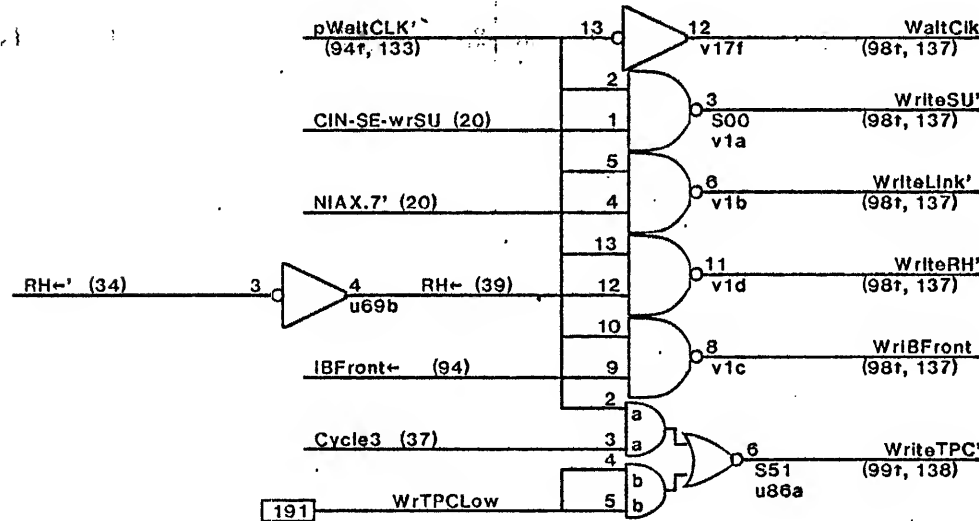 pWaitCLK' 13 12 WaitClk
(94↑, 133) v17f (98↑, 137)
2
3 WriteSU'
CIN-SE-wrSU (20) 1 S00 (98↑, 137)
v1a
5
6 WriteLink'
NIAX.7' (20) 4 v1b (98↑, 137)
13
11 WriteRH'
RH←' (34) 3 4 RH← (39) 12 v1d (98↑, 137)
u69b
10
8 WrIBFront
IBFront← (94) 9 v1c (98↑, 137)
2 a
Cycle3 (37) 3 a 6 WriteTPC'
4 b S51 (99↑, 138)
191 WrTPCLow 5 b u86a